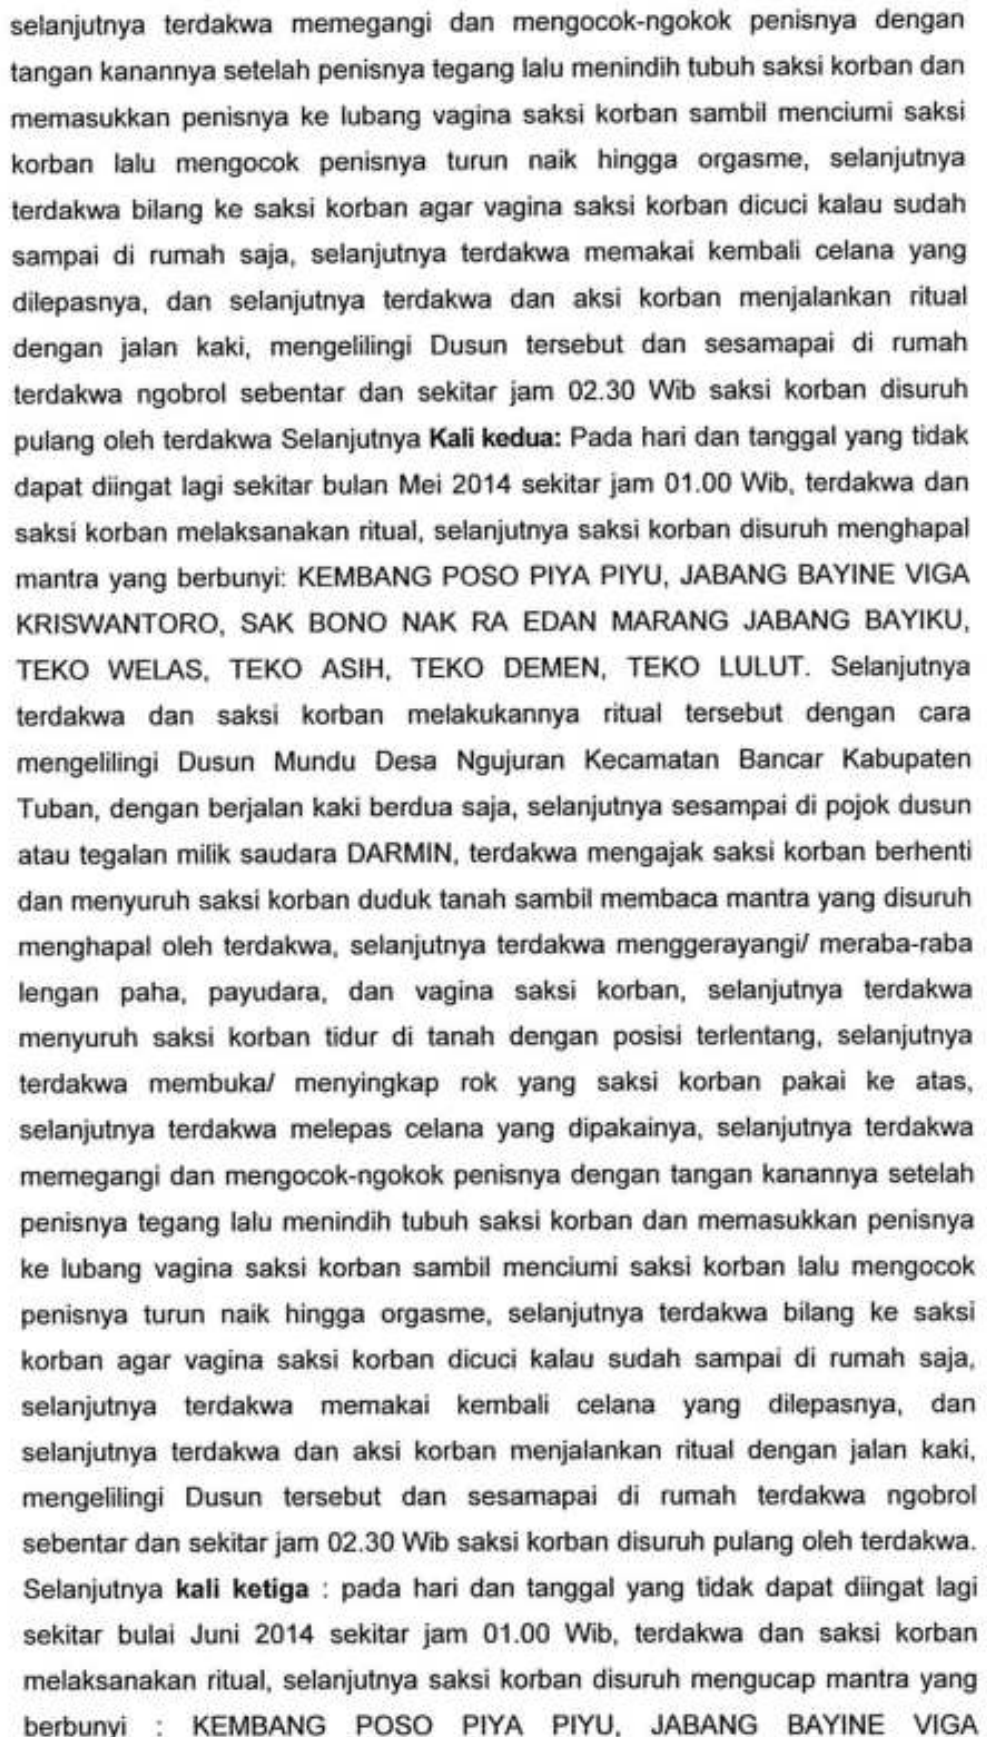 selanjutnya terdakwa memegangi dan mengocok-ngokok penisnya dengan
tangan kanannya setelah penisnya tegang lalu menindih tubuh saksi korban dan
memasukkan penisnya ke lubang vagina saksi korban sambil menciumi saksi
korban lalu mengocok penisnya turun naik hingga orgasme, selanjutnya
terdakwa bilang ke saksi korban agar vagina saksi korban dicuci kalau sudah
sampai di rumah saja, selanjutnya terdakwa memakai kembali celana yang
dilepasnya, dan selanjutnya terdakwa dan aksi korban menjalankan ritual
dengan jalan kaki, mengelilingi Dusun tersebut dan sesamapai di rumah
terdakwa ngobrol sebentar dan sekitar jam 02.30 Wib saksi korban disuruh
pulang oleh terdakwa Selanjutnya Kali kedua: Pada hari dan tanggal yang tidak
dapat diingat lagi sekitar bulan Mei 2014 sekitar jam 01.00 Wib, terdakwa dan
saksi korban melaksanakan ritual, selanjutnya saksi korban disuruh menghapal
mantra yang berbunyi: KEMBANG POSO PIYA PIYU, JABANG BAYINE VIGA
KRISWANTORO, SAK BONO NAK RA EDAN MARANG JABANG BAYIKU,
TEKO WELAS, TEKO ASIH, TEKO DEMEN, TEKO LULUT. Selanjutnya
terdakwa dan saksi korban melakukannya ritual tersebut dengan cara
mengelilingi Dusun Mundu Desa Ngujuran Kecamatan Bancar Kabupaten
Tuban, dengan berjalan kaki berdua saja, selanjutnya sesampai di pojok dusun
atau tegalan milik saudara DARMIN, terdakwa mengajak saksi korban berhenti
dan menyuruh saksi korban duduk tanah sambil membaca mantra yang disuruh
menghapal oleh terdakwa, selanjutnya terdakwa menggerayangi/ meraba-raba
lengan paha, payudara, dan vagina saksi korban, selanjutnya terdakwa
menyuruh saksi korban tidur di tanah dengan posisi terlentang, selanjutnya
terdakwa membuka/ menyingkap rok yang saksi korban pakai ke atas,
selanjutnya terdakwa melepas celana yang dipakainya, selanjutnya terdakwa
memegangi dan mengocok-ngokok penisnya dengan tangan kanannya setelah
penisnya tegang lalu menindih tubuh saksi korban dan memasukkan penisnya
ke lubang vagina saksi korban sambil menciumi saksi korban lalu mengocok
penisnya turun naik hingga orgasme, selanjutnya terdakwa bilang ke saksi
korban agar vagina saksi korban dicuci kalau sudah sampai di rumah saja,
selanjutnya terdakwa memakai kembali celana yang dilepasnya, dan
selanjutnya terdakwa dan aksi korban menjalankan ritual dengan jalan kaki,
mengelilingi Dusun tersebut dan sesamapai di rumah terdakwa ngobrol
sebentar dan sekitar jam 02.30 Wib saksi korban disuruh pulang oleh terdakwa.
Selanjutnya kali ketiga : pada hari dan tanggal yang tidak dapat diingat lagi
sekitar bulai Juni 2014 sekitar jam 01.00 Wib, terdakwa dan saksi korban
melaksanakan ritual, selanjutnya saksi korban disuruh mengucap mantra yang
berbunyi : KEMBANG POSO PIYA PIYU, JABANG BAYINE VIGA